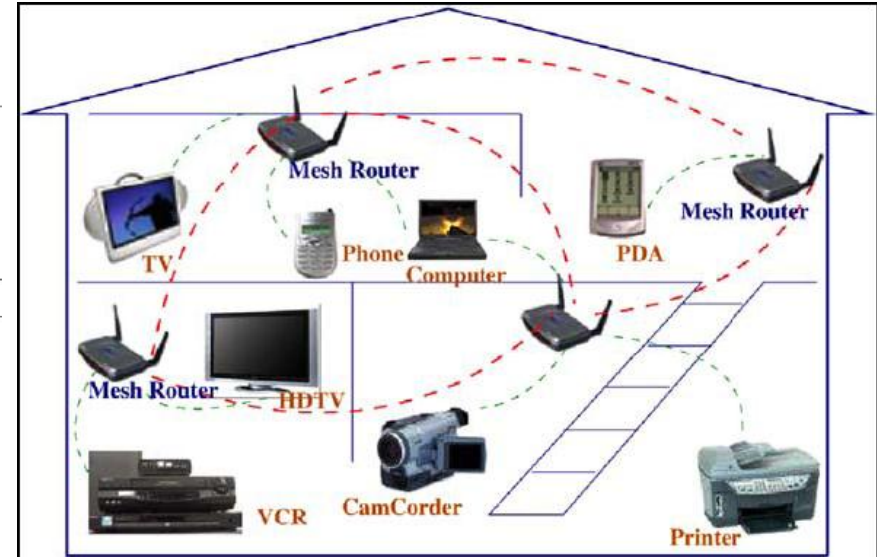 Mesh Router
Mesh Router
TV
Phone
Computer
PDA
Mesh Router
HDTV
VCR
CamCorder
Printer